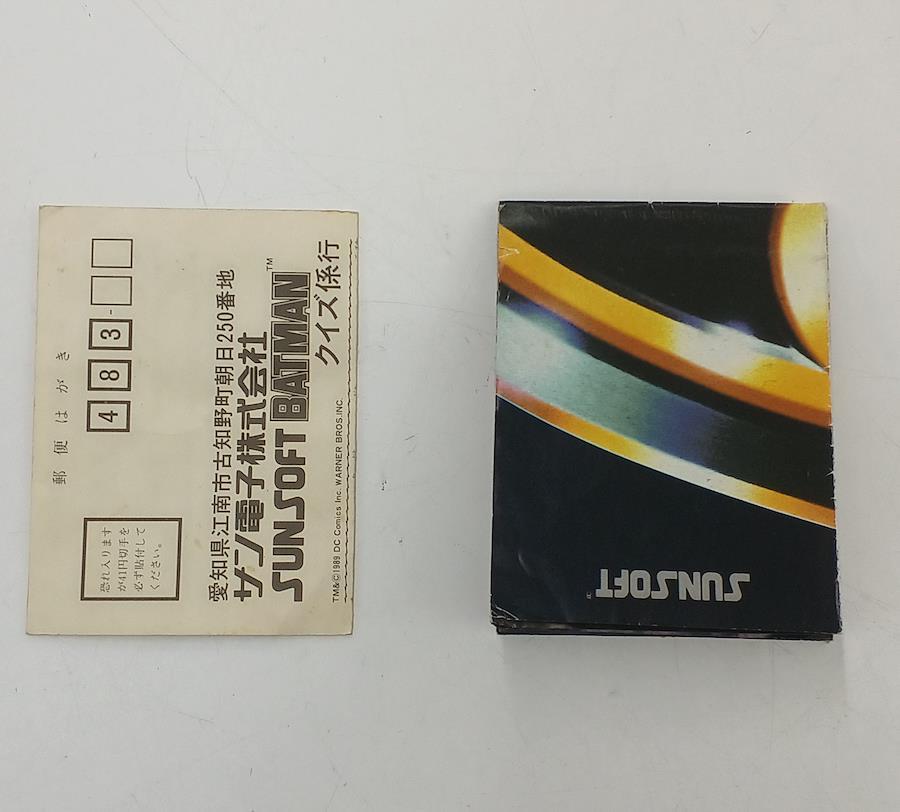 郵便はがき
483-
恐れ入ります
が41円切手を
必ず貼付して
ください。
愛知県江南市古知野町朝日250番地
サン電子株式会社
SUNSOFT BATMAN™
クイズ係行
TM&©1989 DC Comics Inc. WARNER BROS.INC.
SUNSOFT